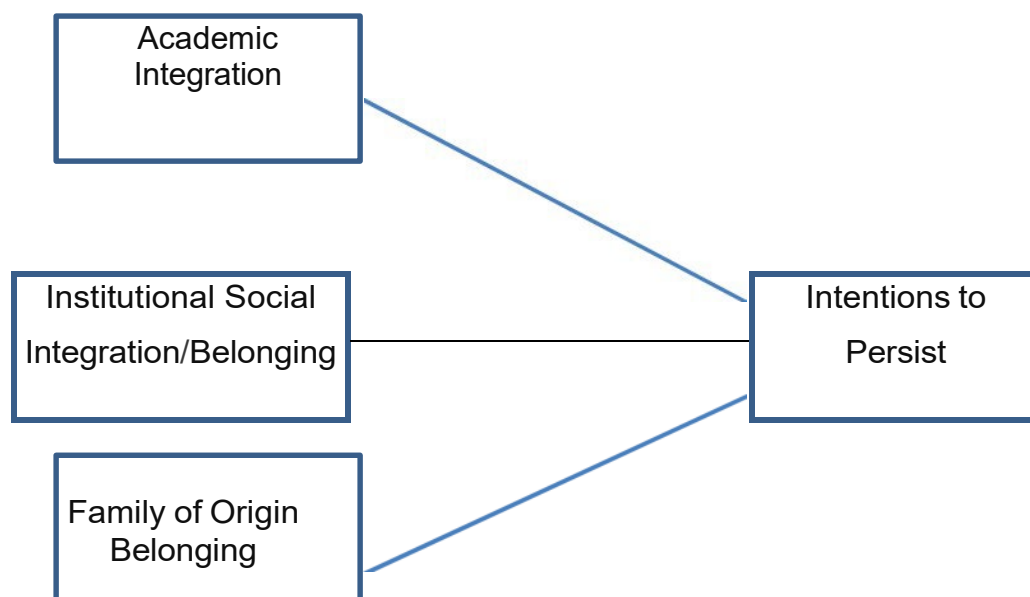 Academic
Integration
Institutional Social
Integration/Belonging
Intentions to
Persist
Family of Origin
Belonging